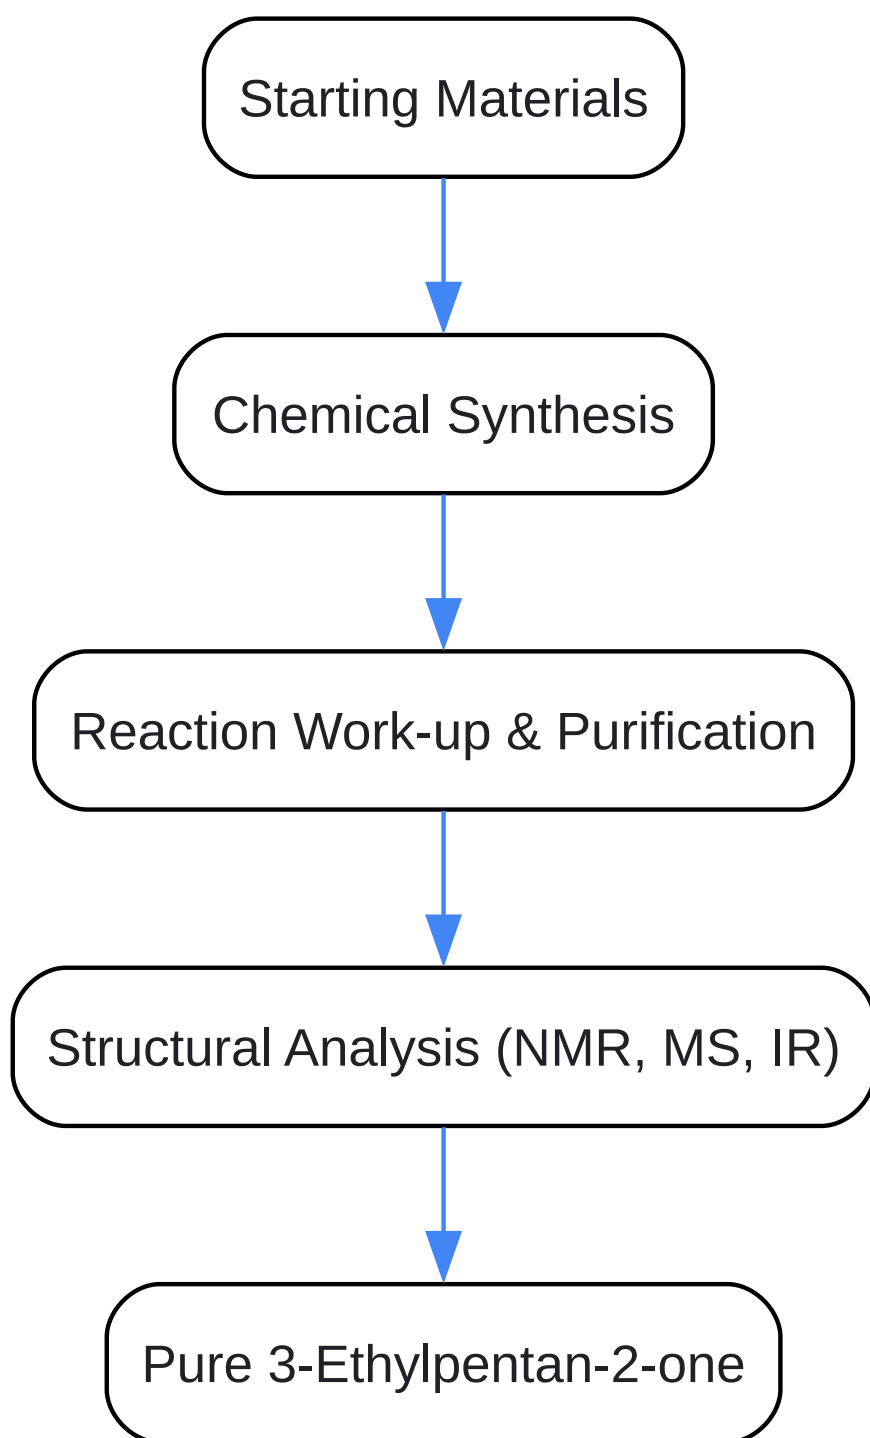 Starting Materials
Chemical Synthesis
Reaction Work-up & Purification
Structural Analysis (NMR, MS, IR)
Pure 3-Ethylpentan-2-one